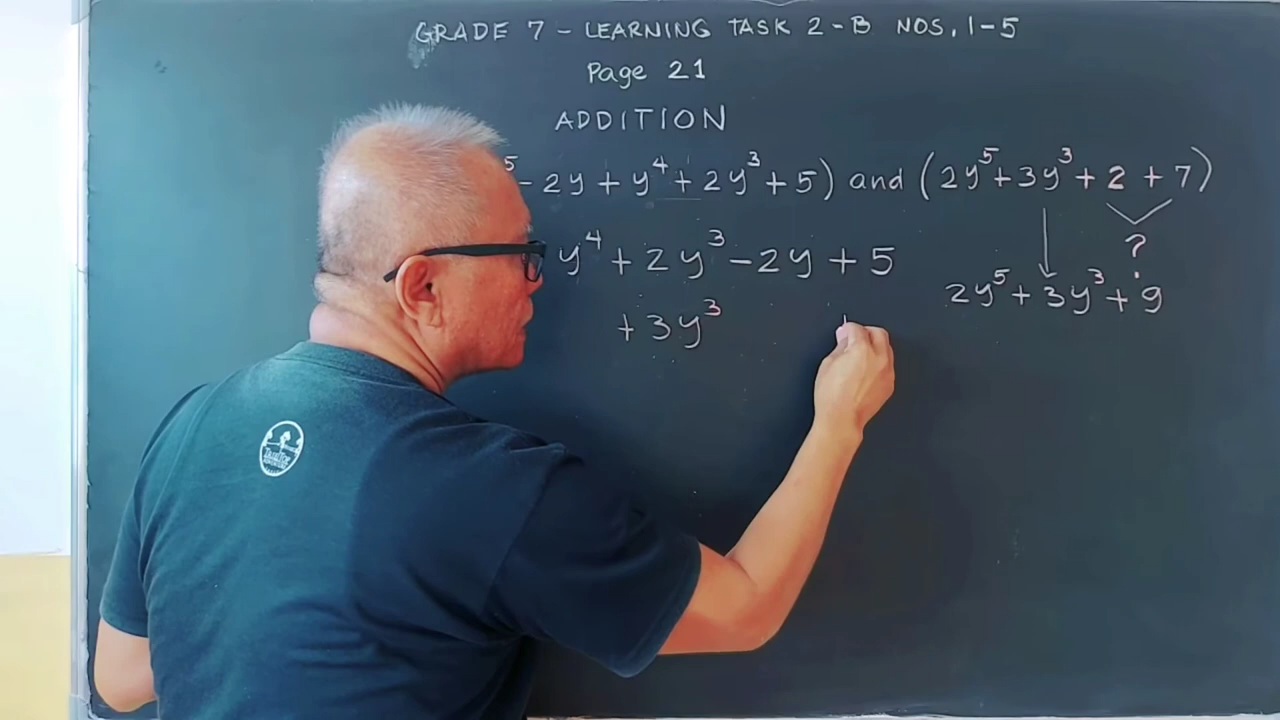 GRADE 7 - LEARNING TASK 2-B NOS. 1-5
Page 21
ADDITION
⁵ - 2y + y⁴ + 2y³ + 5) and (2y⁵ + 3y³ + 2 + 7)
?
y⁴ + 2y³ - 2y + 5
2y⁵ + 3y³ + 9
+ 3y³ +